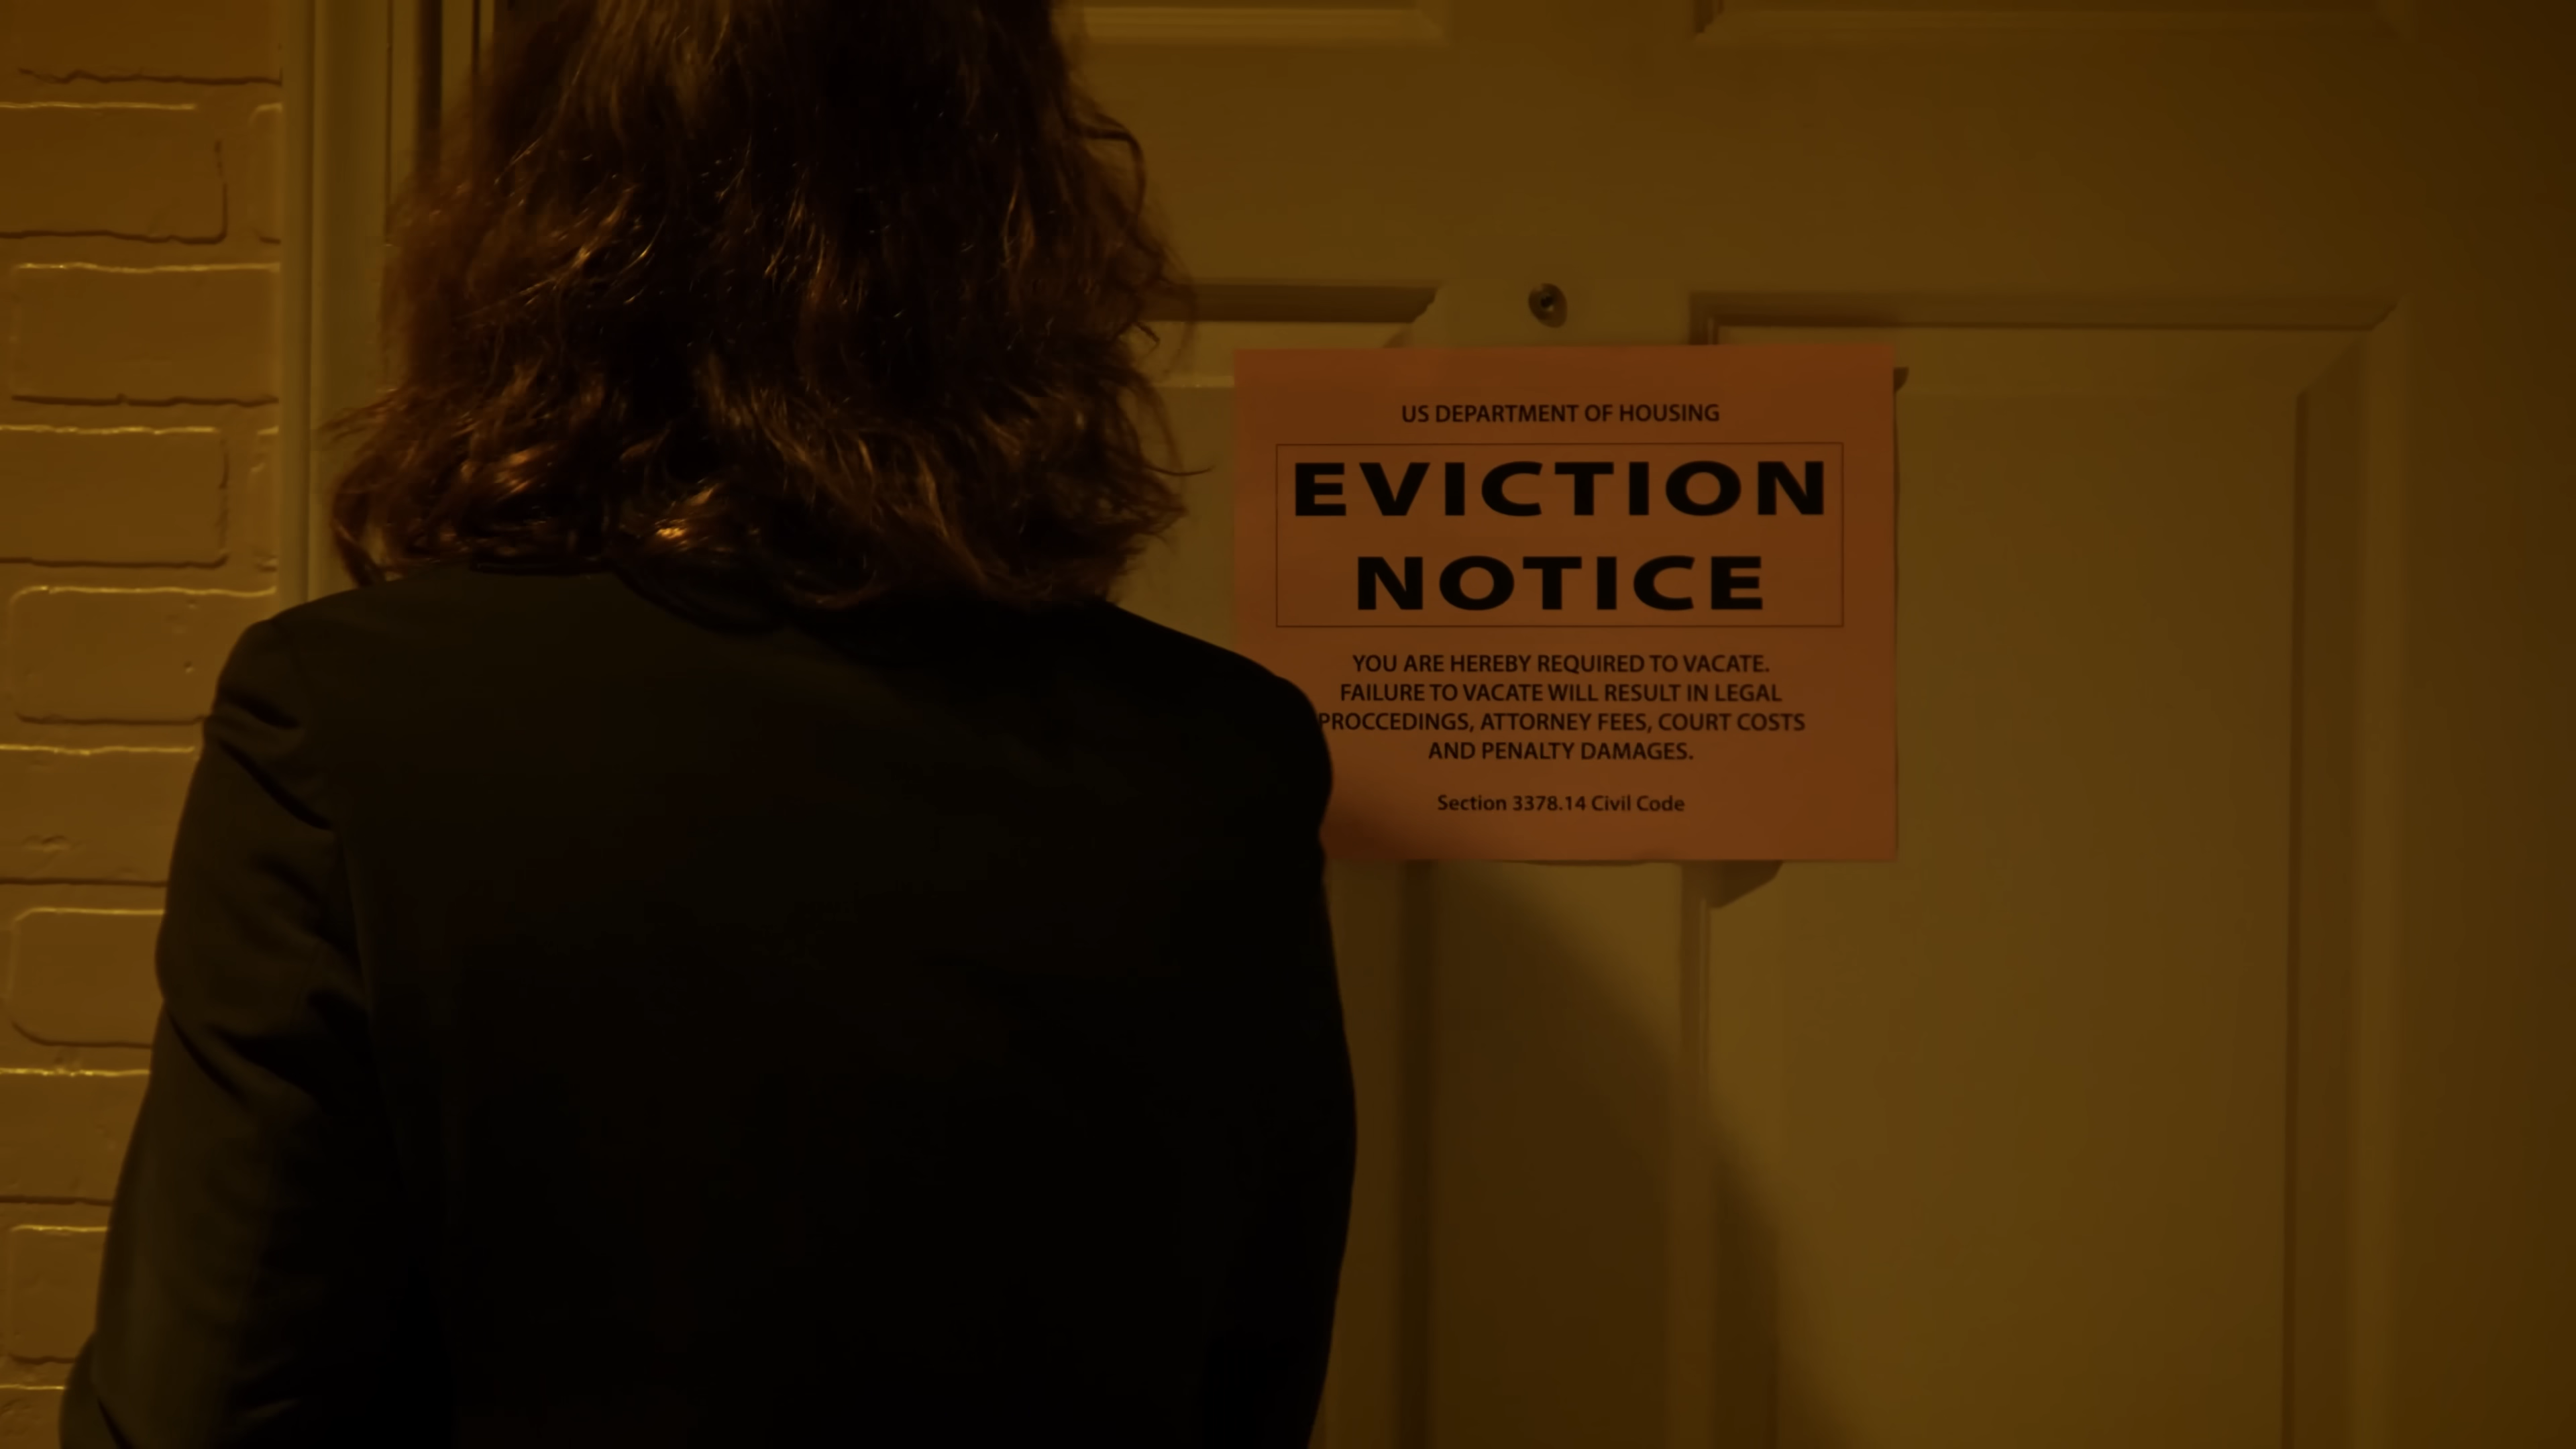 US DEPARTMENT OF HOUSING
EVICTION
NOTICE
YOU ARE HEREBY REQUIRED TO VACATE.
FAILURE TO VACATE WILL RESULT IN LEGAL
PROCCEDINGS, ATTORNEY FEES, COURT COSTS
AND PENALTY DAMAGES.
Section 3378.14 Civil Code